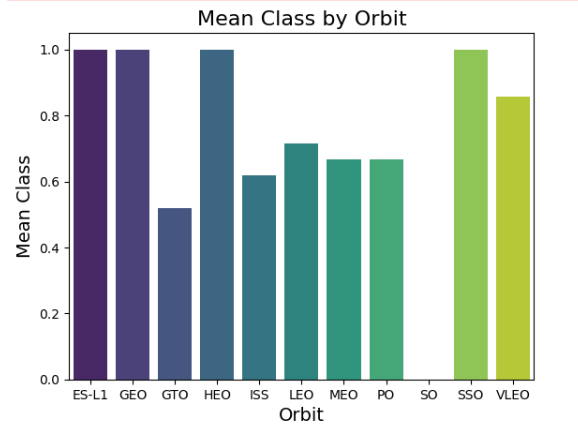 Mean Class by Orbit
1.0
0.8
0.6
0.4
0.2
0.0
Mean Class
ES-L1 GEO GTO HEO ISS LEO MEO PO SO SSO VLEO
Orbit